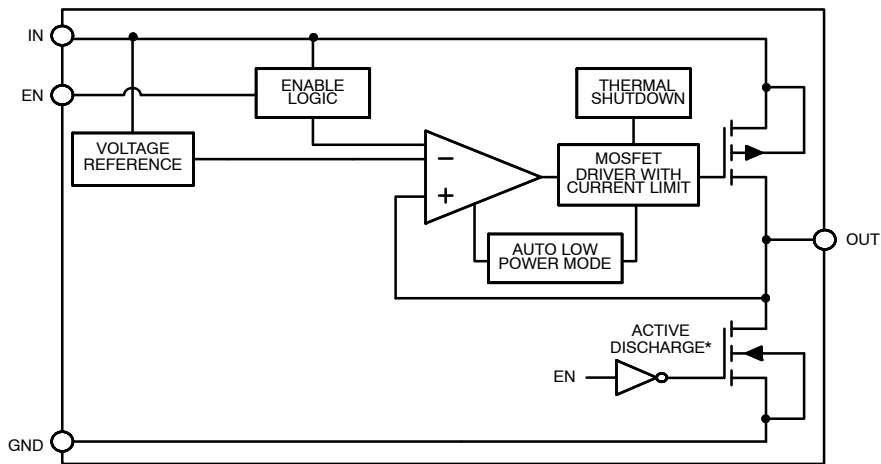 IN
EN
ENABLE
LOGIC
THERMAL
SHUTDOWN
VOLTAGE
REFERENCE
−
+
MOSFET
DRIVER WITH
CURRENT LIMIT
AUTO LOW
POWER MODE
OUT
ACTIVE
DISCHARGE*
EN
GND